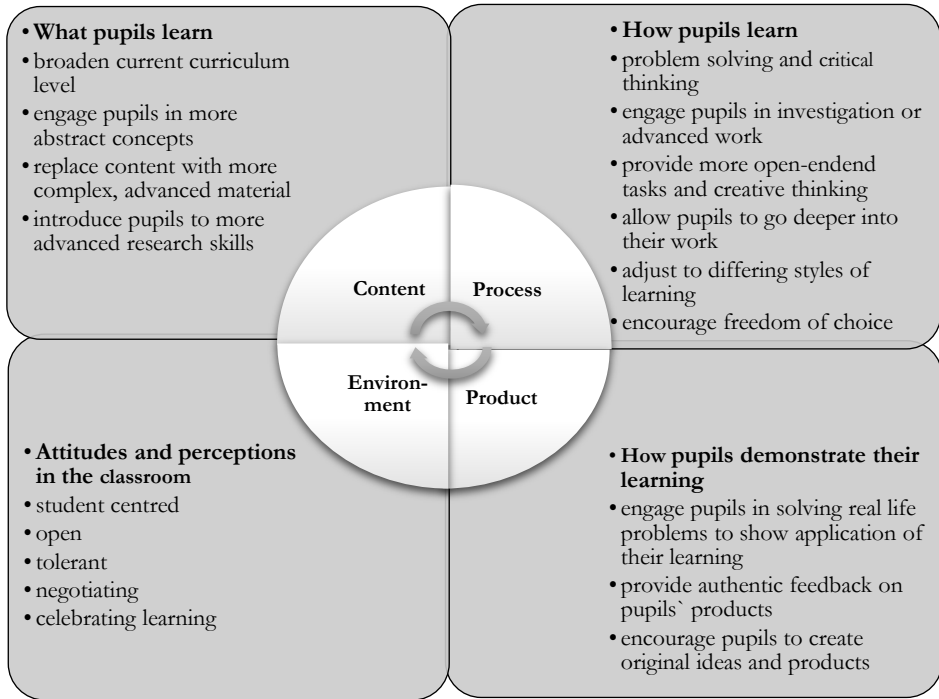 • What pupils learn
• broaden current curriculum
level
• engage pupils in more
abstract concepts
• replace content with more
complex, advanced material
• introduce pupils to more
advanced research skills
• How pupils learn
• problem solving and critical
thinking
• engage pupils in investigation or
advanced work
• provide more open-endend
tasks and creative thinking
• allow pupils to go deeper into
their work
• adjust to differing styles of
learning
• encourage freedom of choice
Content
Process
Environ-
ment
Product
• Attitudes and perceptions
in the classroom
• student centred
• open
• tolerant
• negotiating
• celebrating learning
• How pupils demonstrate their
learning
• engage pupils in solving real life
problems to show application of
their learning
• provide authentic feedback on
pupils` products
• encourage pupils to create
original ideas and products